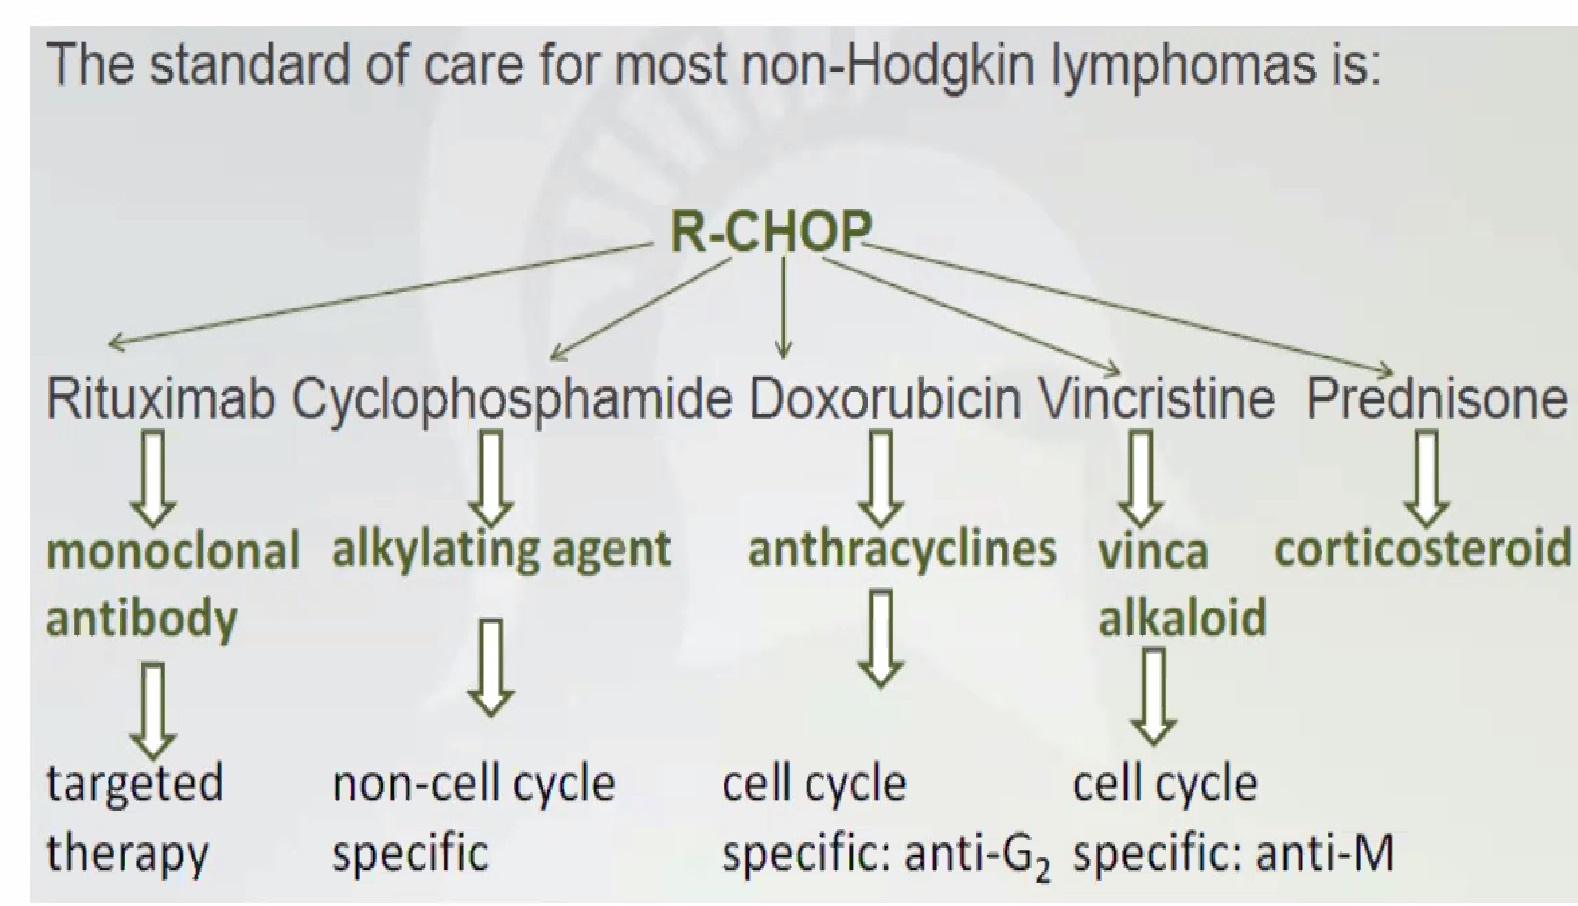 The standard of care for most non-Hodgkin lymphomas is:
R-CHOP
Rituximab Cyclophosphamide Doxorubicin Vincristine Prednisone
monoclonal antibody
alkylating agent
anthracyclines
vinca alkaloid
corticosteroid
targeted therapy
non-cell cycle specific
cell cycle specific: anti-G₂
cell cycle specific: anti-M